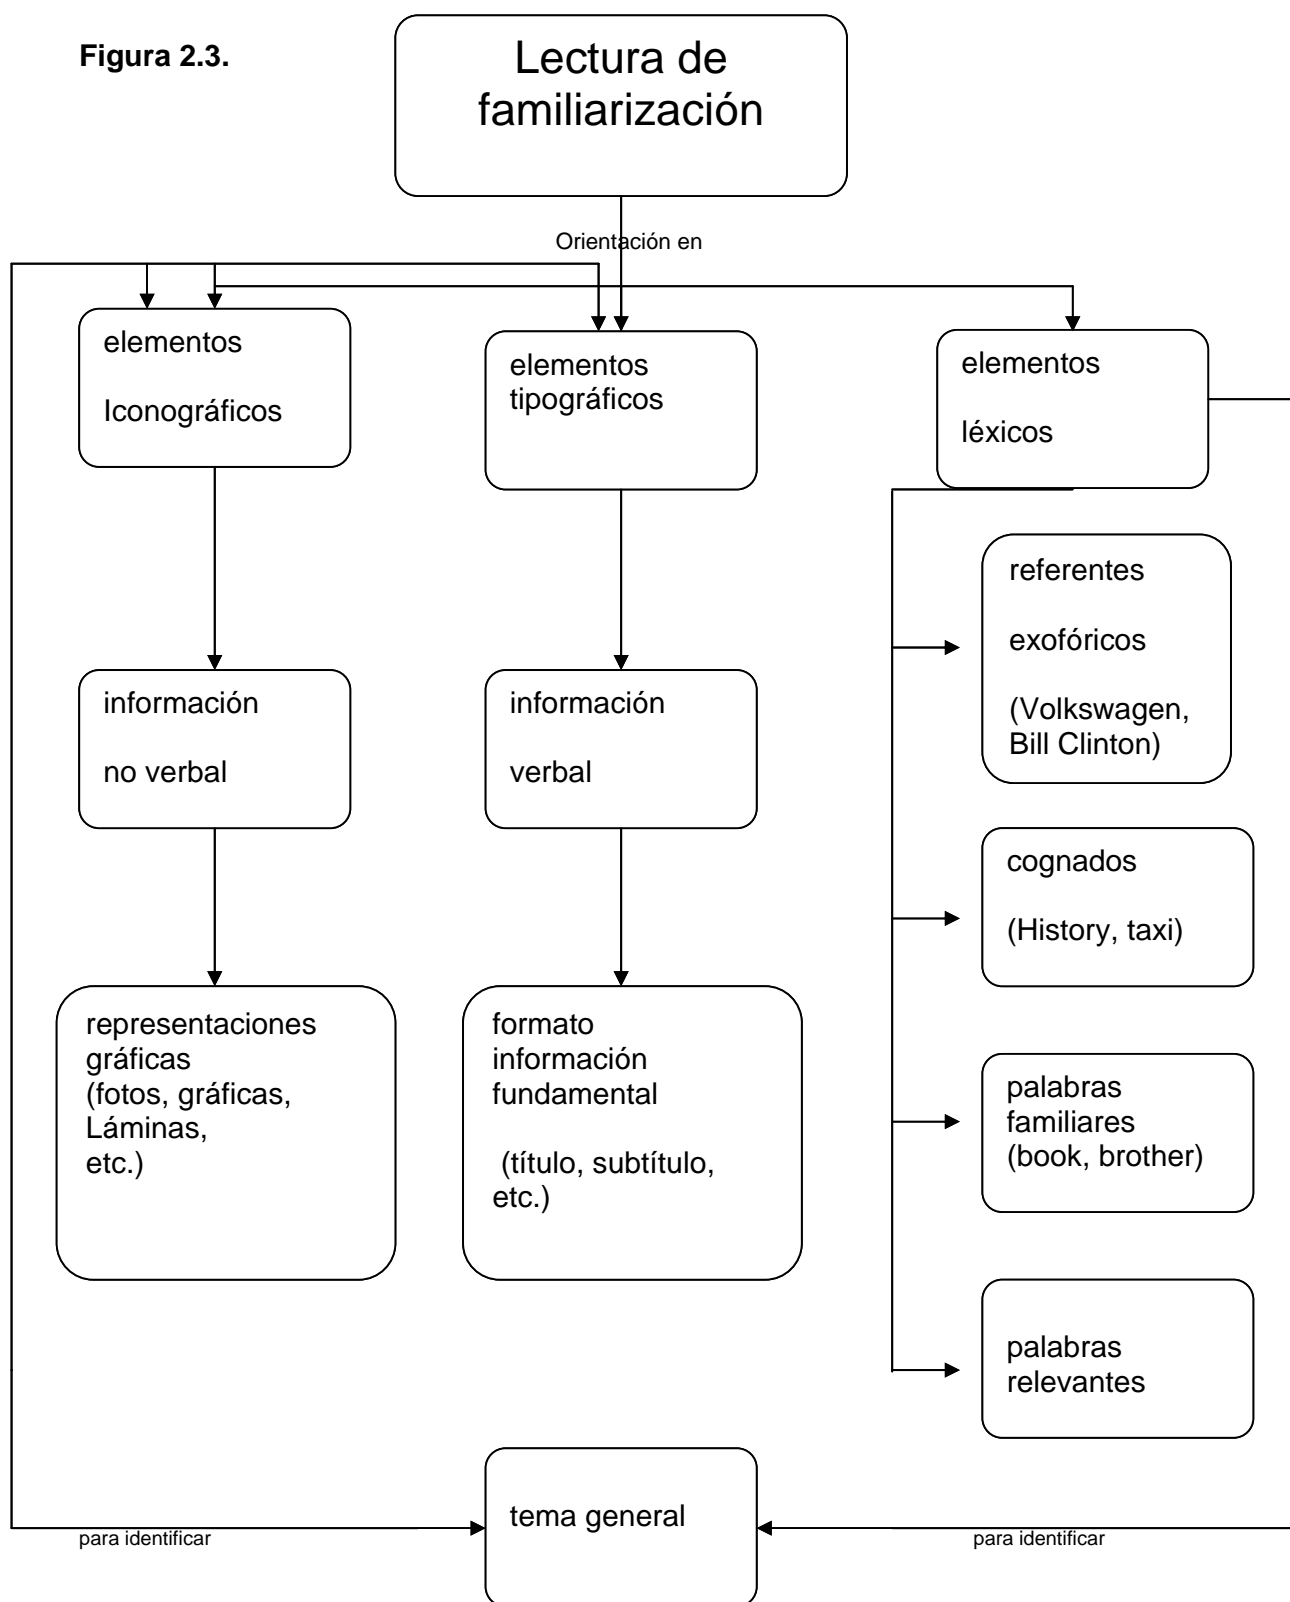 Figura 2.3.
Lectura de
familiarización
Orientación en
elementos
Iconográficos
elementos
tipográficos
elementos
léxicos
referentes
exofóricos
(Volkswagen,
Bill Clinton)
información
no verbal
información
verbal
cognados
(History, taxi)
representaciones
gráficas
(fotos, gráficas,
Láminas,
etc.)
formato
información
fundamental
(título, subtítulo,
etc.)
palabras
familiares
(book, brother)
palabras
relevantes
tema general
para identificar
para identificar